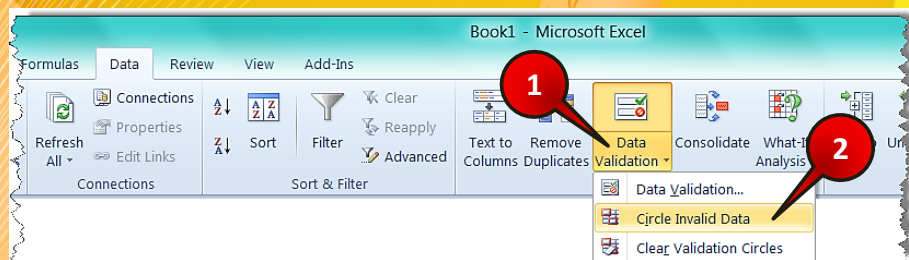 Book1 - Microsoft Excel
Formulas Data Review View Add-Ins
1
Connections
Properties
Edit Links
Refresh
All
Connections
Sort
Filter
Clear
Reapply
Advanced
Sort & Filter
Text to
Columns
Remove
Duplicates
Data
Validation
Consolidate
Analysis
2
Data Validation...
Circle Invalid Data
Clear Validation Circles